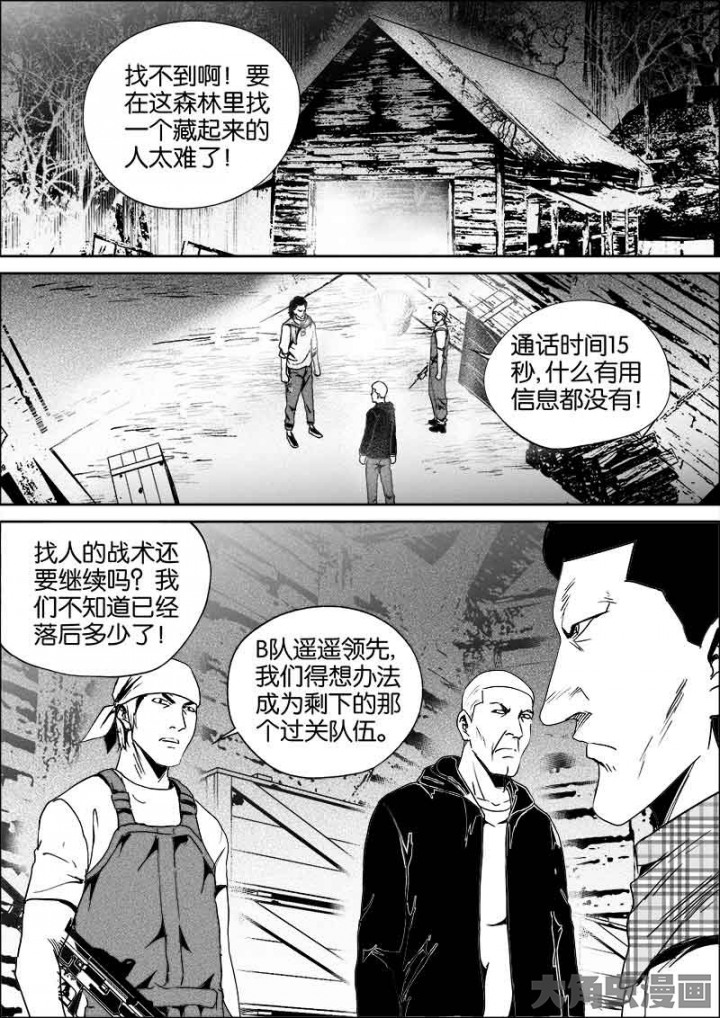 找不到啊！要
在这森林里找
一个藏起来的
人太难了！
通话时间15
秒,什么有用
信息都没有！
找人的战术还
要继续吗？我
们不知道已经
落后多少了！
B队遥遥领先,
我们得想办法
成为剩下的那
个过关队伍。
大角虫漫画